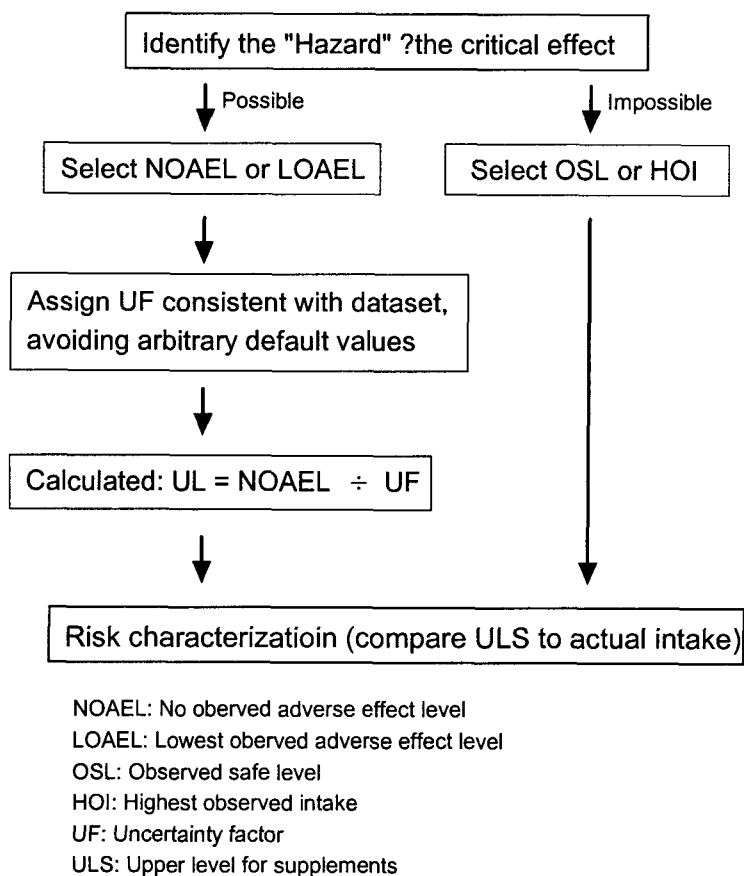 Identify the "Hazard" ?the critical effect
Possible
Impossible
Select NOAEL or LOAEL
Select OSL or HOI
Assign UF consistent with dataset,
avoiding arbitrary default values
Calculated: UL = NOAEL ÷ UF
Risk characterizatioin (compare ULS to actual intake)
NOAEL: No oberved adverse effect level
LOAEL: Lowest oberved adverse effect level
OSL: Observed safe level
HOI: Highest observed intake
UF: Uncertainty factor
ULS: Upper level for supplements